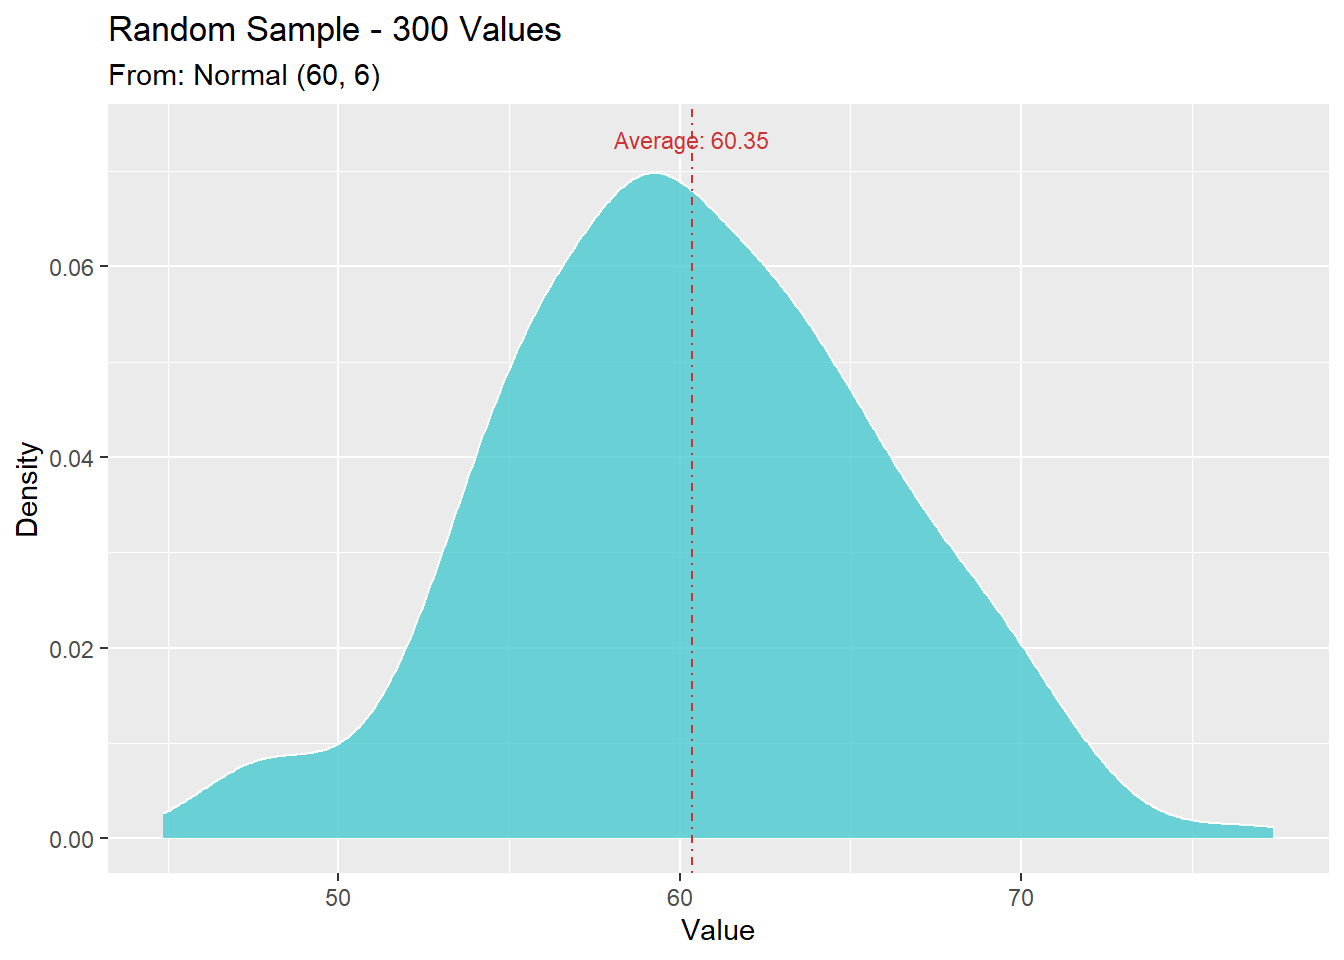 Random Sample - 300 Values
From: Normal (60, 6)
Average: 60.35
0.06
0.04
0.02
0.00
Density
50 60 70
Value